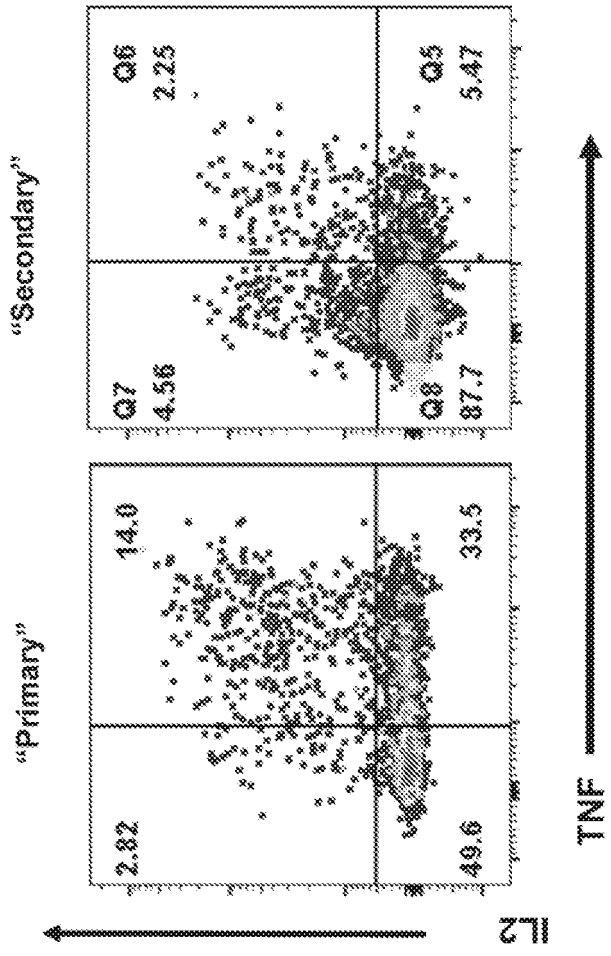 “Primary”
2.82
14.0
49.6
33.5
“Secondary”
Q7
4.56
Q6
2.25
Q8
87.7
Q5
5.47
IL2
TNF